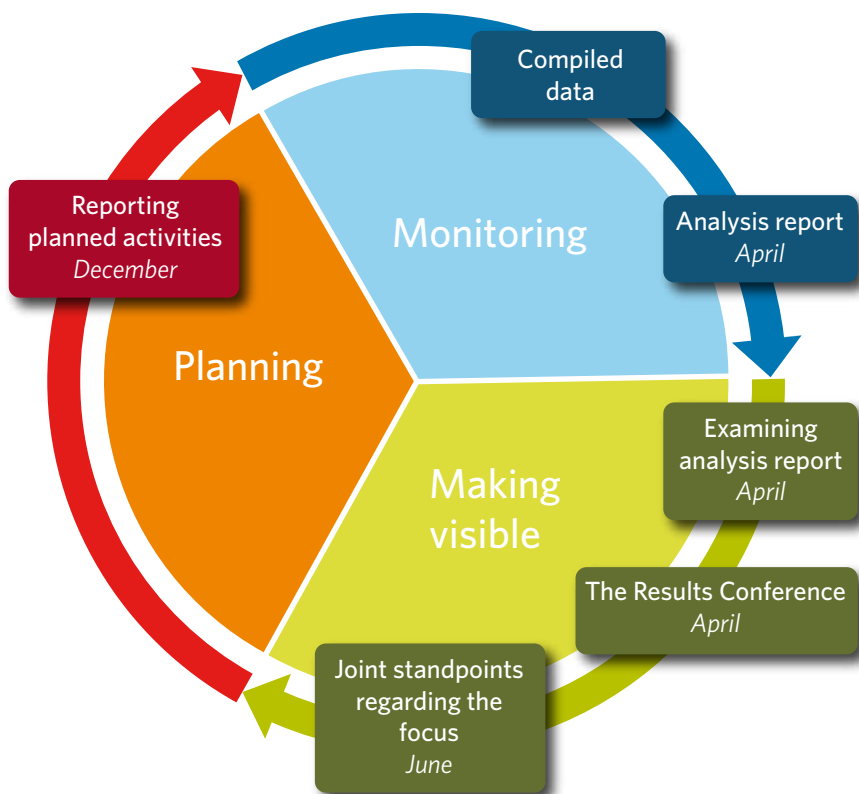 Compiled
data
Monitoring
Analysis report
April
Reporting
planned activities
December
Planning
Examining
analysis report
April
Making
visible
The Results Conference
April
Joint standpoints
regarding the
focus
June